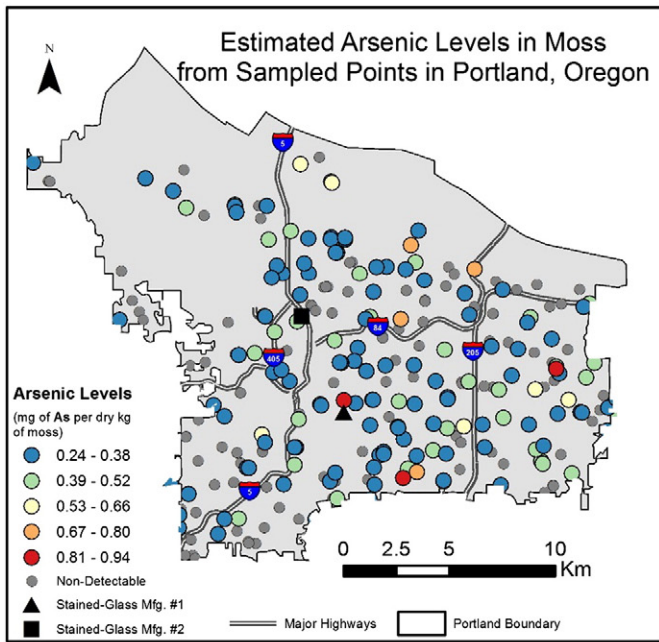 Estimated Arsenic Levels in Moss
from Sampled Points in Portland, Oregon
N
5
84
405
205
5
Arsenic Levels
(mg of As per dry kg
of moss)
0.24 - 0.38
0.39 - 0.52
0.53 - 0.66
0.67 - 0.80
0.81 - 0.94
Non-Detectable
Stained-Glass Mfg. #1
Stained-Glass Mfg. #2
Major Highways
Portland Boundary
0 2.5 5 10
Km